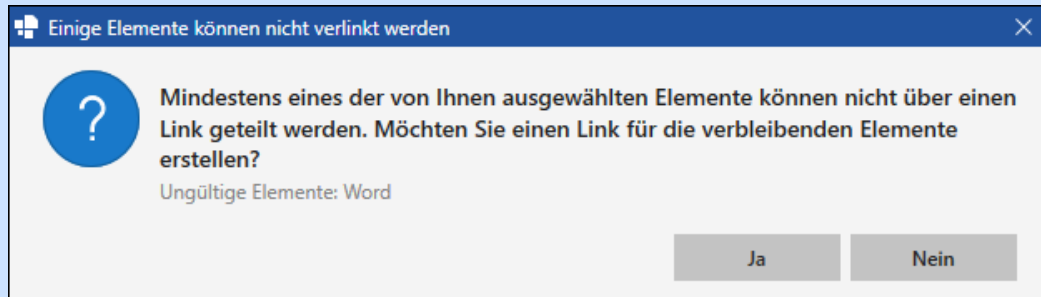 Einige Elemente können nicht verlinkt werden
Mindestens eines der von Ihnen ausgewählten Elemente können nicht über einen
Link geteilt werden. Möchten Sie einen Link für die verbleibenden Elemente
erstellen?
Ungültige Elemente: Word
Ja Nein